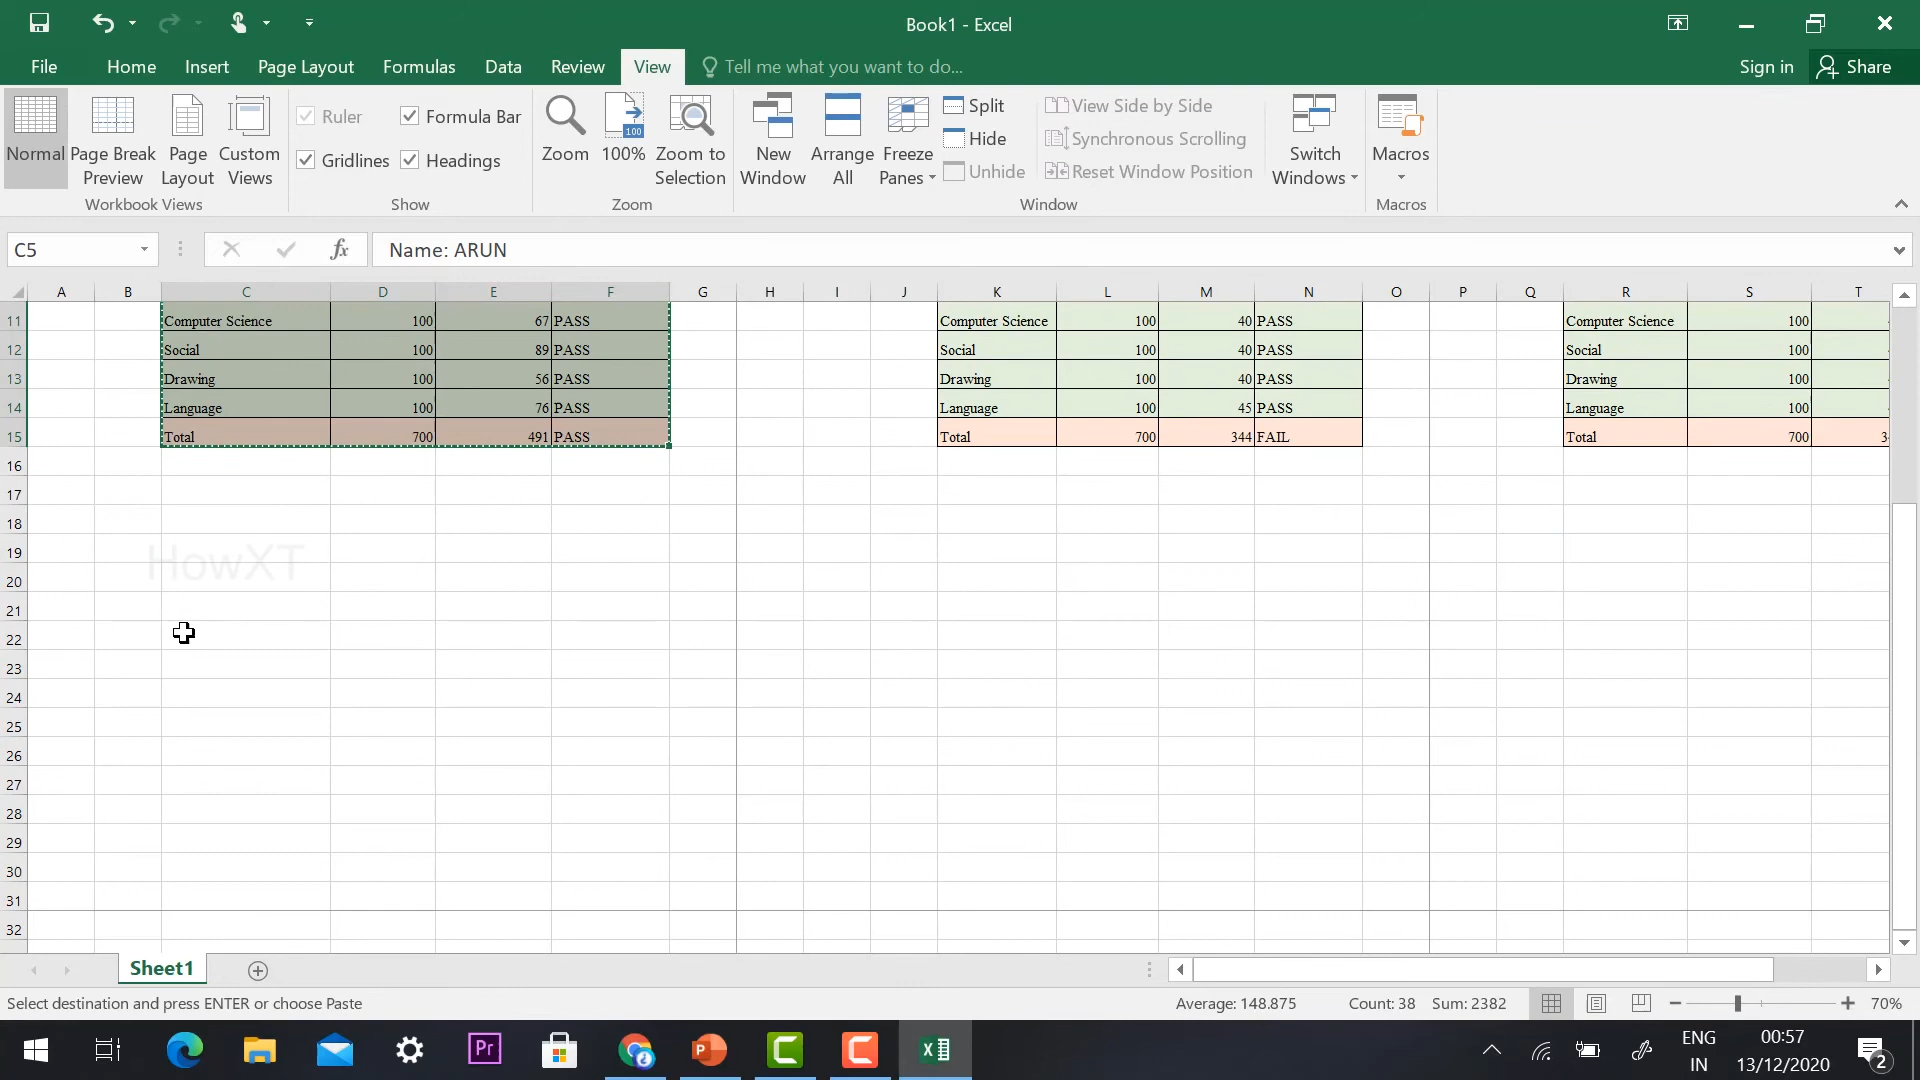 Book1 - Excel
File Home Insert Page Layout Formulas Data Review View Tell me what you want to do... Sign in Share
Normal Page Break Preview Page Layout Custom Views
Workbook Views
Ruler Formula Bar
Gridlines Headings
Show
Zoom 100% Zoom to Selection
100
Zoom
New Window Arrange All Freeze Panes
Split
Hide
Unhide
View Side by Side
Synchronous Scrolling
Reset Window Position
Switch Windows
Window
Macros
Macros
C5 fx Name: ARUN
A B C D E F G H I J K L M N O P Q R S T
11 Computer Science 100 67 PASS Computer Science 100 40 PASS Computer Science 100
12 Social 100 89 PASS Social 100 40 PASS Social 100
13 Drawing 100 56 PASS Drawing 100 40 PASS Drawing 100
14 Language 100 76 PASS Language 100 45 PASS Language 100
15 Total 700 491 PASS Total 700 344 FAIL Total 700 3
16
17
18
19
HowXT
20
21
22
23
24
25
26
27
28
29
30
31
32
Sheet1
Select destination and press ENTER or choose Paste Average: 148.875 Count: 38 Sum: 2382 70%
Pr P C C X
ENG
IN
00:57
13/12/2020
2